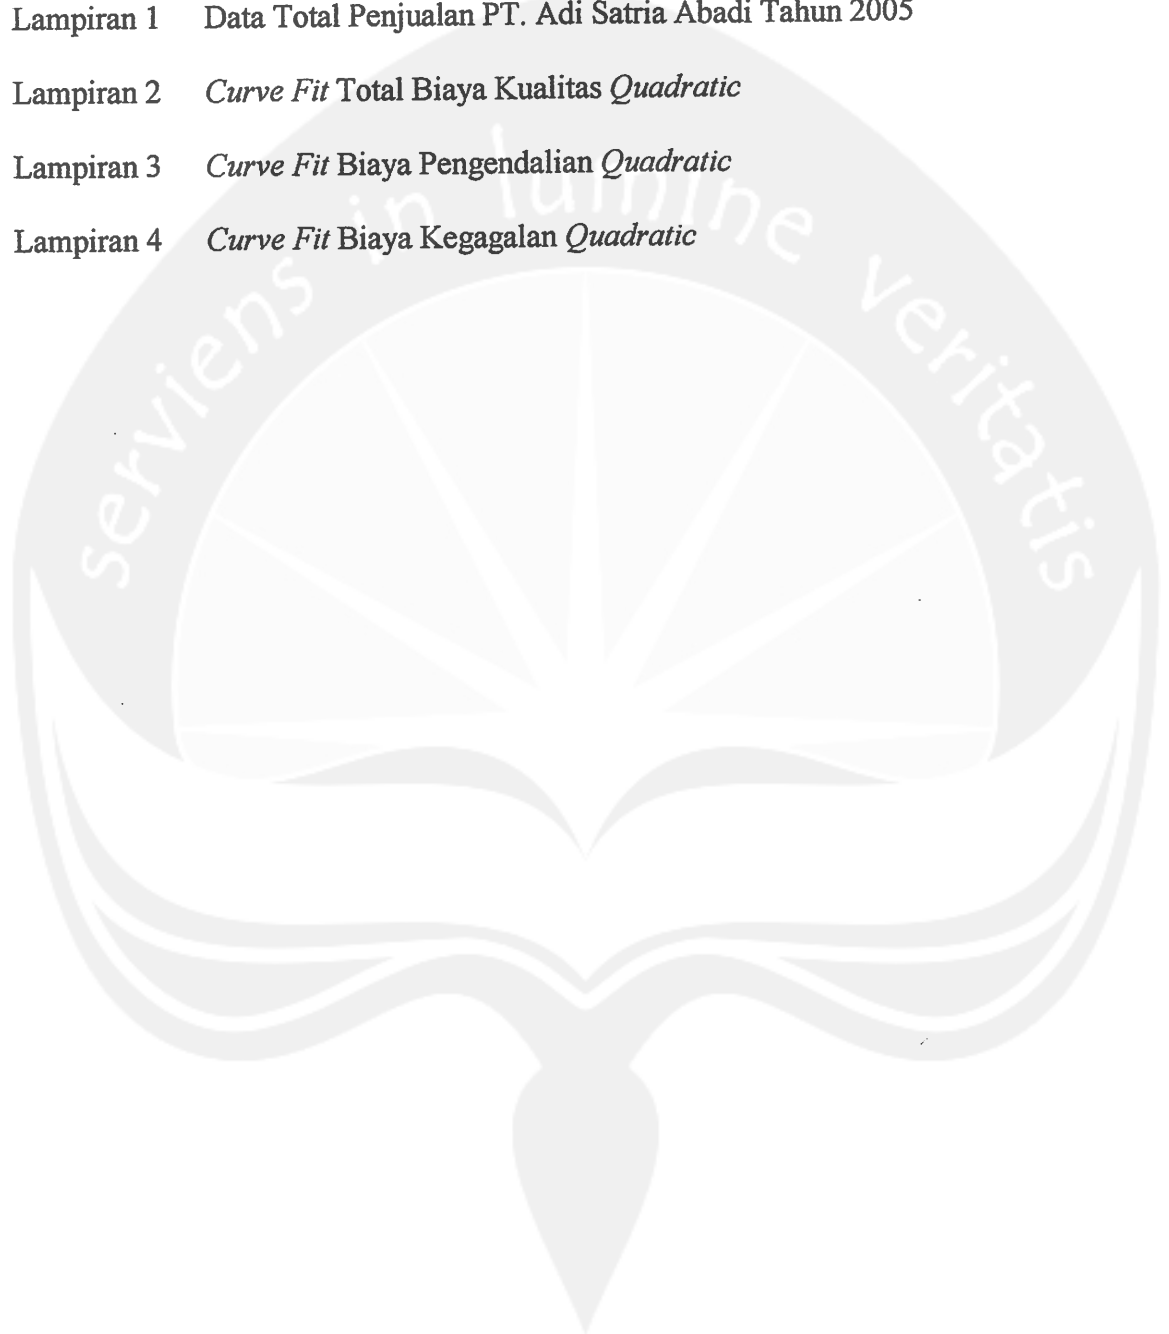 Lampiran 1 Data Total Penjualan PT. Adi Satria Abadi Tahun 2005
Lampiran 2 Curve Fit Total Biaya Kualitas Quadratic
Lampiran 3 Curve Fit Biaya Pengendalian Quadratic
Lampiran 4 Curve Fit Biaya Kegagalan Quadratic
serviens in lumine veritatis